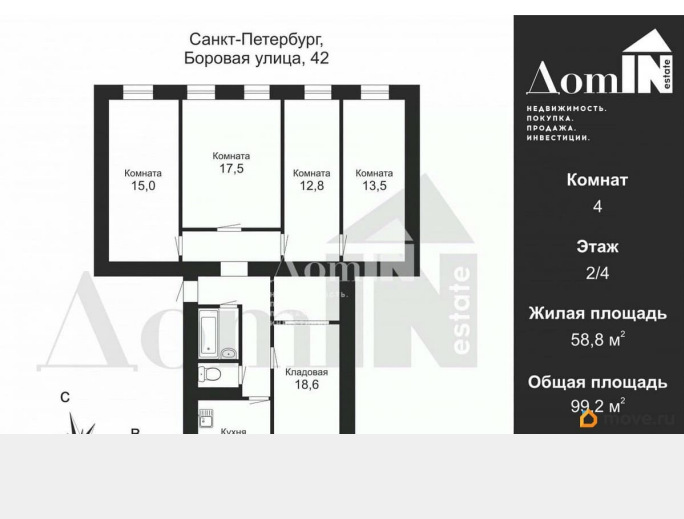 Санкт-Петербург,
Боровая улица, 42
Комната
15,0
Комната
17,5
Комната
12,8
Комната
13,5
Кладовая
18,6
Кухня
С
В
ДомIN
estate
ДомIN
estate
НЕДВИЖИМОСТЬ.
ПОКУПКА.
ПРОДАЖА.
ИНВЕСТИЦИИ.
Комнат
4
Этаж
2/4
Жилая площадь
58,8 м²
Общая площадь
99,2 м²
move.ru